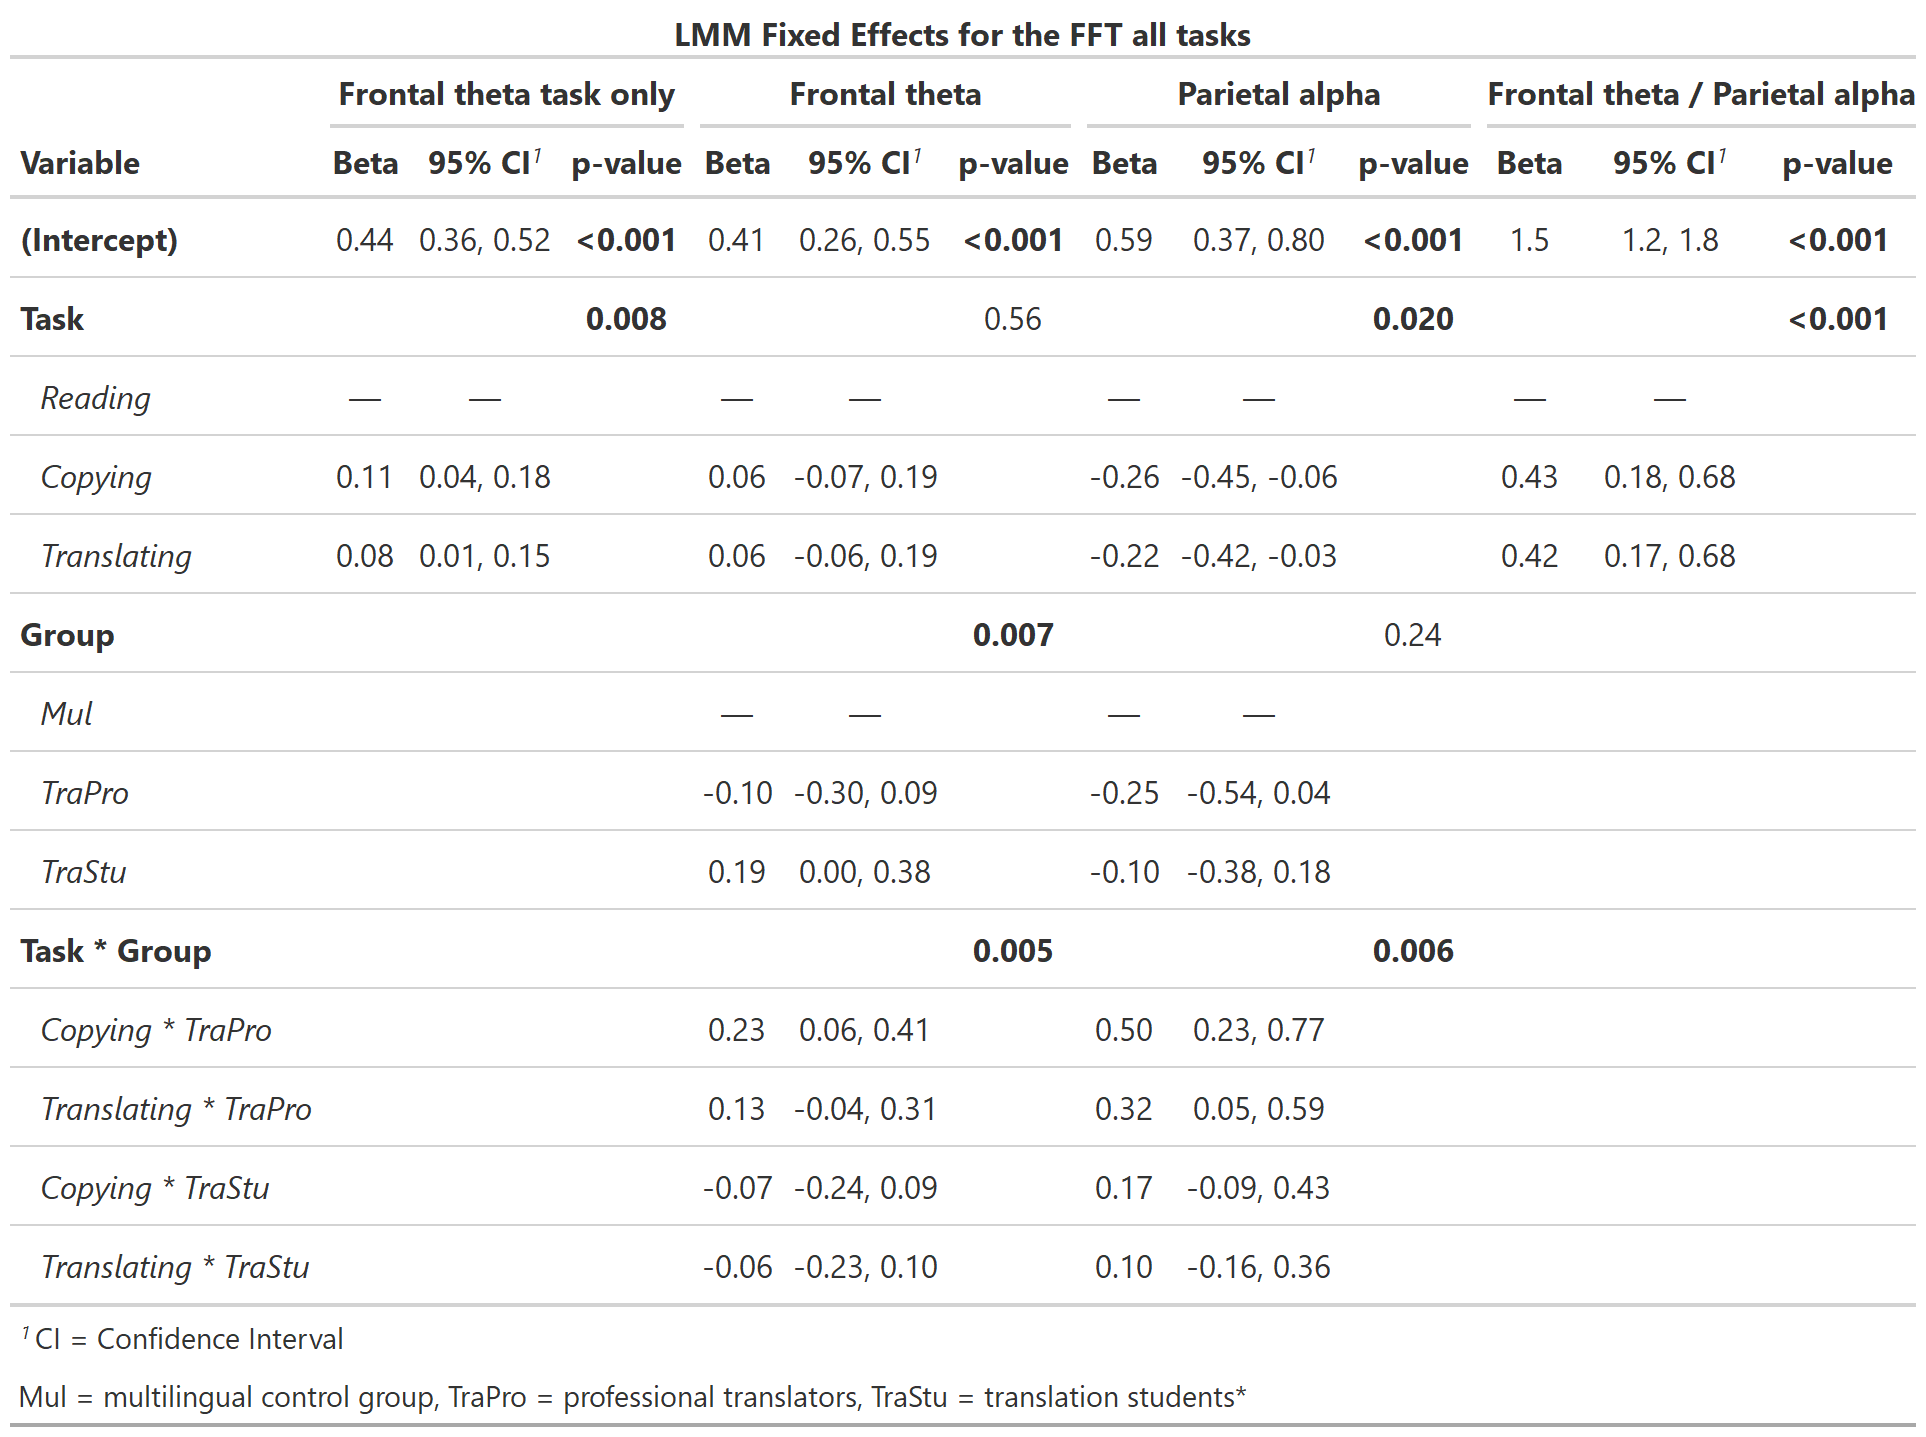 LMM Fixed Effects for the FFT all tasks
Frontal theta task only Frontal theta Parietal alpha Frontal theta / Parietal alpha
Variable Beta 95% CI¹ p-value Beta 95% CI¹ p-value Beta 95% CI¹ p-value Beta 95% CI¹ p-value
(Intercept) 0.44 0.36, 0.52 <0.001 0.41 0.26, 0.55 <0.001 0.59 0.37, 0.80 <0.001 1.5 1.2, 1.8 <0.001
Task 0.008 0.56 0.020 <0.001
Reading — — — — — — — —
Copying 0.11 0.04, 0.18 0.06 -0.07, 0.19 -0.26 -0.45, -0.06 0.43 0.18, 0.68
Translating 0.08 0.01, 0.15 0.06 -0.06, 0.19 -0.22 -0.42, -0.03 0.42 0.17, 0.68
Group 0.007 0.24
Mul — — — —
TraPro -0.10 -0.30, 0.09 -0.25 -0.54, 0.04
TraStu 0.19 0.00, 0.38 -0.10 -0.38, 0.18
Task * Group 0.005 0.006
Copying * TraPro 0.23 0.06, 0.41 0.50 0.23, 0.77
Translating * TraPro 0.13 -0.04, 0.31 0.32 0.05, 0.59
Copying * TraStu -0.07 -0.24, 0.09 0.17 -0.09, 0.43
Translating * TraStu -0.06 -0.23, 0.10 0.10 -0.16, 0.36
¹ CI = Confidence Interval
Mul = multilingual control group, TraPro = professional translators, TraStu = translation students*